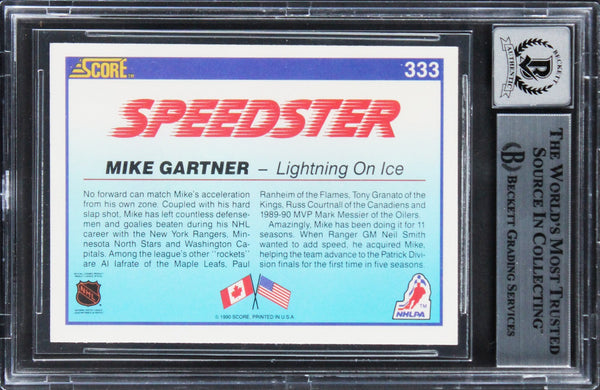 SCORE™
333
SPEEDSTER
MIKE GARTNER – Lightning On Ice
No forward can match Mike's acceleration
from his own zone. Coupled with his hard
slap shot, Mike has left countless defense-
men and goalies beaten during his NHL
career with the New York Rangers, Min-
nesota North Stars and Washington Ca-
pitals. Among the league's other "rockets"
are Al Iafrate of the Maple Leafs, Paul
Ranheim of the Flames, Tony Granato of the
Kings, Russ Courtnall of the Canadiens and
1989-90 MVP Mark Messier of the Oilers.
Amazingly, Mike has been doing it for 11
seasons. When Ranger GM Neil Smith
wanted to add speed, he acquired Mike,
helping the team advance to the Patrick Divi-
sion finals for the first time in five seasons.
NHL
© 1990 SCORE, PRINTED IN U.S.A.
NHLPA
™
BECKETT
AUTHENTIC
B
THE WORLD'S MOST TRUSTED
SOURCE IN COLLECTING™
B BECKETT GRADING SERVICES